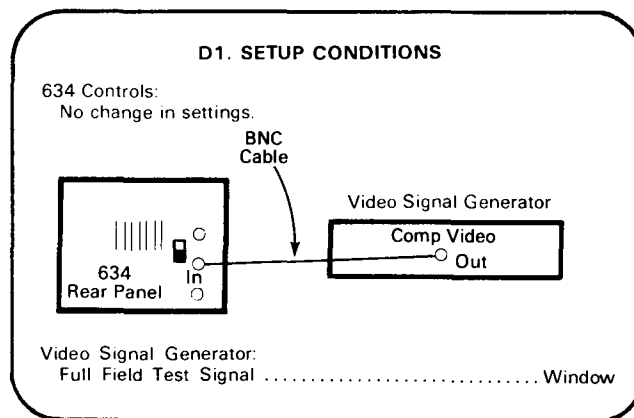 D1. SETUP CONDITIONS
634 Controls:
No change in settings.
BNC
Cable
Video Signal Generator
Comp Video
Out
634
Rear Panel
In
Video Signal Generator:
Full Field Test Signal ............................... Window